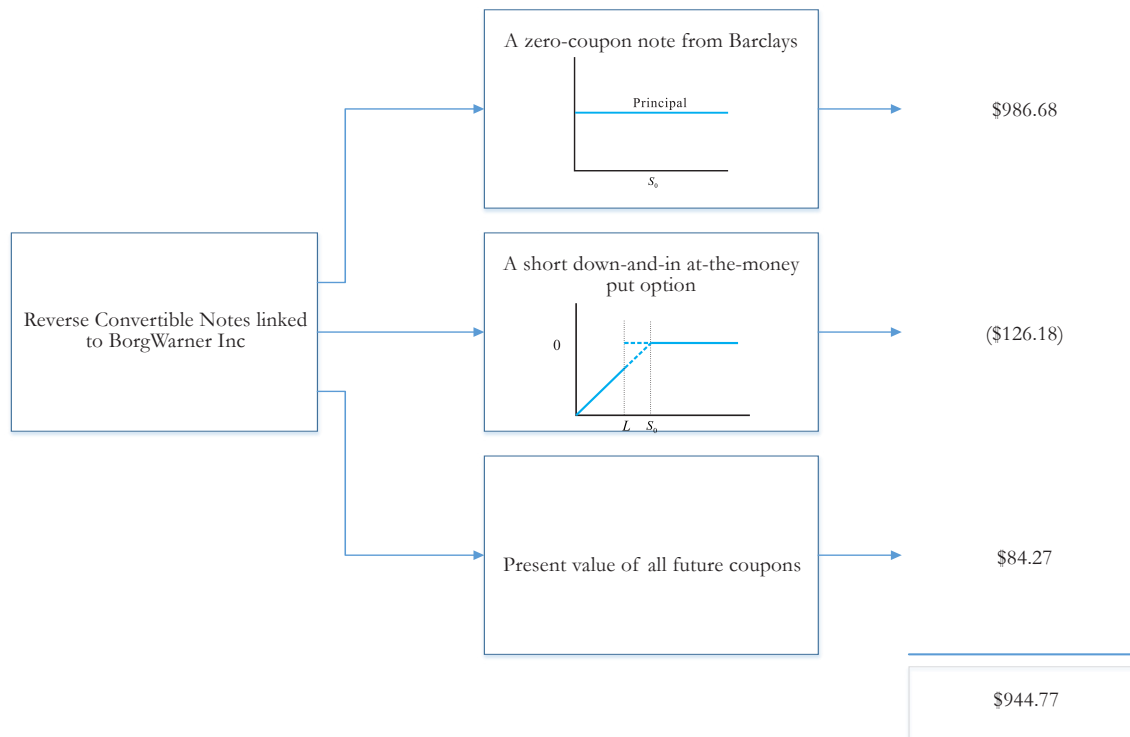 A zero-coupon note from Barclays
Principal
S₀
$986.68
Reverse Convertible Notes linked
to BorgWarner Inc
A short down-and-in at-the-money
put option
0
L S₀
($126.18)
Present value of all future coupons
$84.27
$944.77